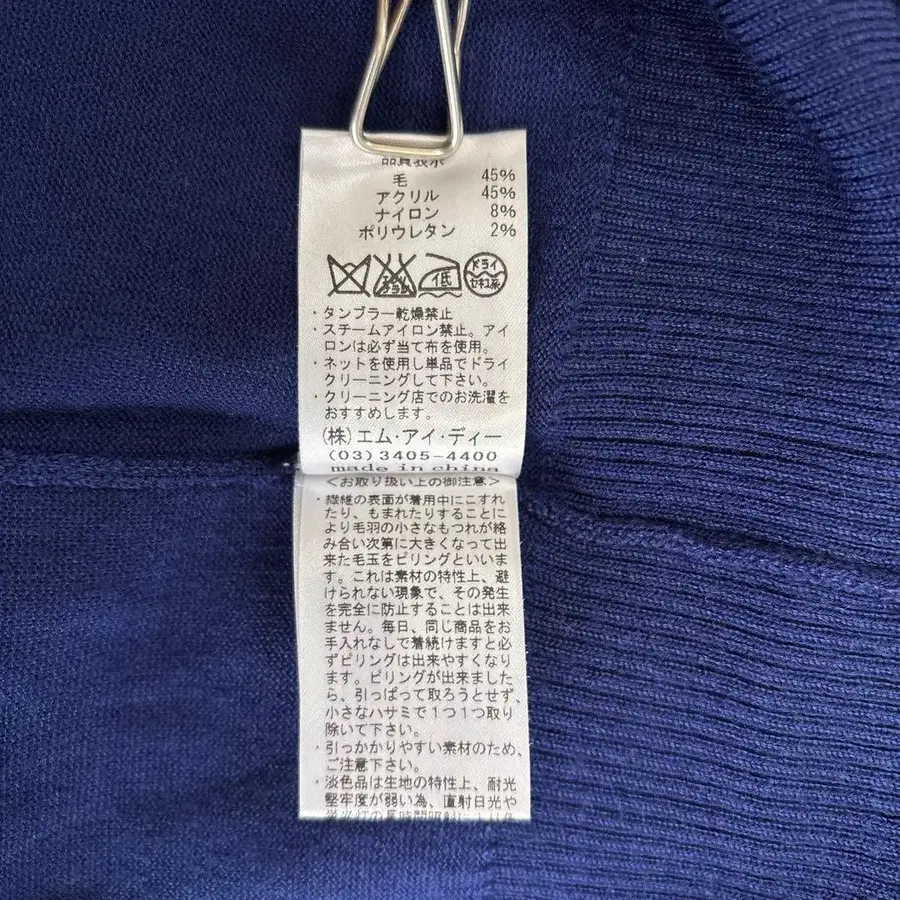 品質表示
毛 45%
アクリル 45%
ナイロン 8%
ポリウレタン 2%
エンソ サラシ 低 ドライ セキユ系
・タンブラー乾燥禁止
・スチームアイロン禁止。アイ
ロンは必ず当て布を使用。
・ネットを使用し単品でドライ
クリーニングして下さい。
・クリーニング店でのお洗濯を
おすすめします。
(株)エム・アイ・ディー
(03)3405-4400
made in china
<お取り扱い上の御注意>
・繊維の表面が着用中にこすれ
たり、もまれたりすることに
より毛羽の小さなもつれが絡
み合い次第に大きくなって出
来た毛玉をピリングといいま
す。これは素材の特性上、避
けられない現象で、その発生
を完全に防止することは出来
ません。毎日、同じ商品をお
手入れなしで着続けますと必
ずピリングは出来やすくなり
ます。ピリングが出来ました
ら、引っぱって取ろうとせず、
小さなハサミで1つ1つ取り
除いて下さい。
・引っかかりやすい素材のため、
ご注意下さい。
・淡色品は生地の特性上、耐光
堅牢度が弱い為、直射日光や